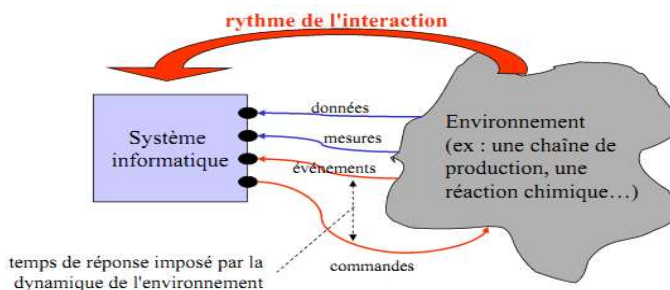 rythme de l'interaction
données
mesures
événements
commandes
Système
informatique
Environnement
(ex : une chaîne de
production, une
réaction chimique…)
temps de réponse imposé par la
dynamique de l'environnement